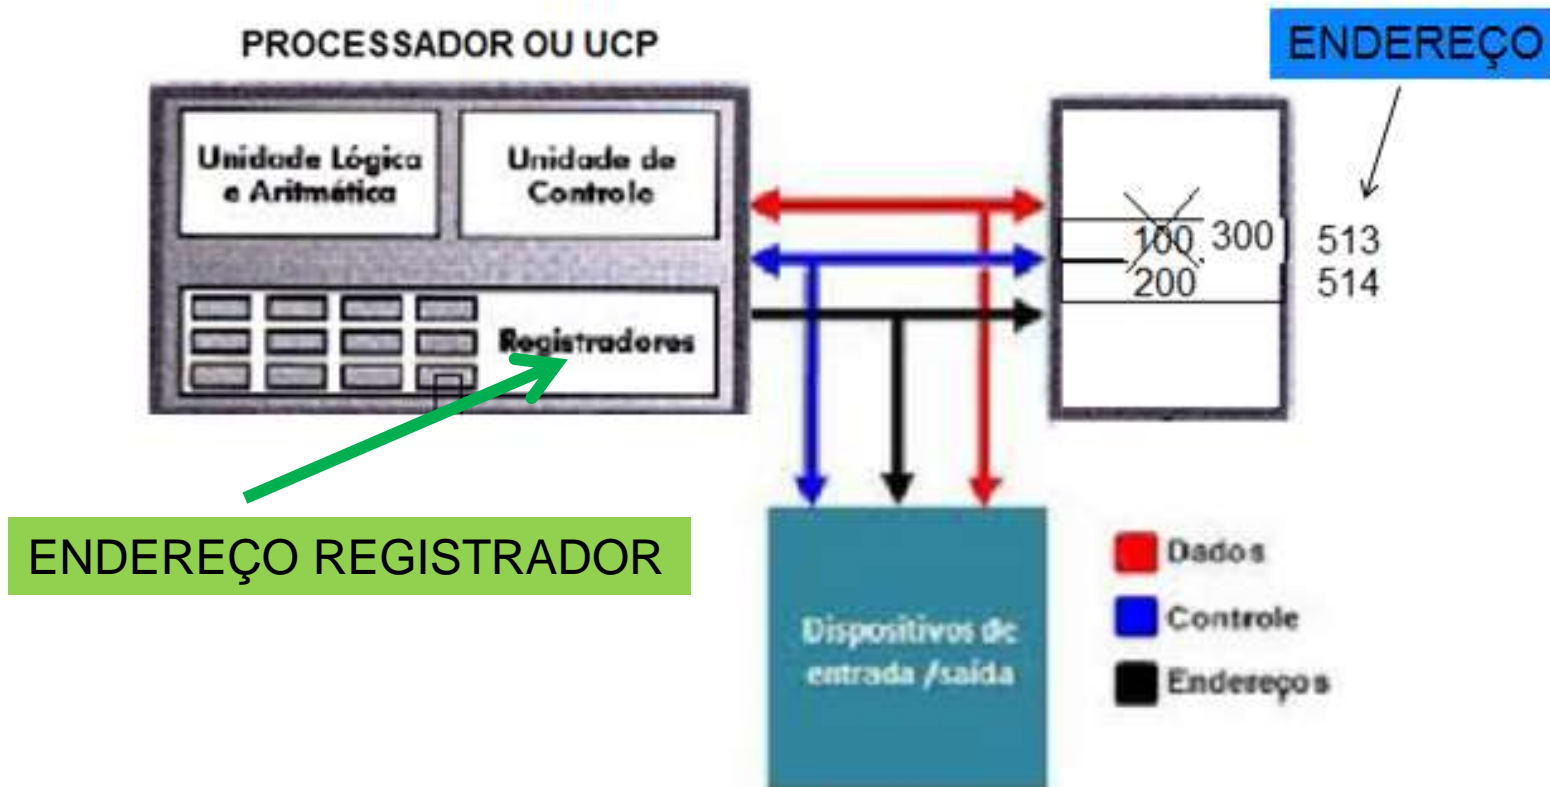 PROCESSADOR OU UCP
ENDEREÇO
Unidade Lógica
e Aritmética
Unidade de
Controle
100 300 513
200 514
Registradores
ENDEREÇO REGISTRADOR
Dispositivos de
entrada /saída
Dados
Controle
Endereços